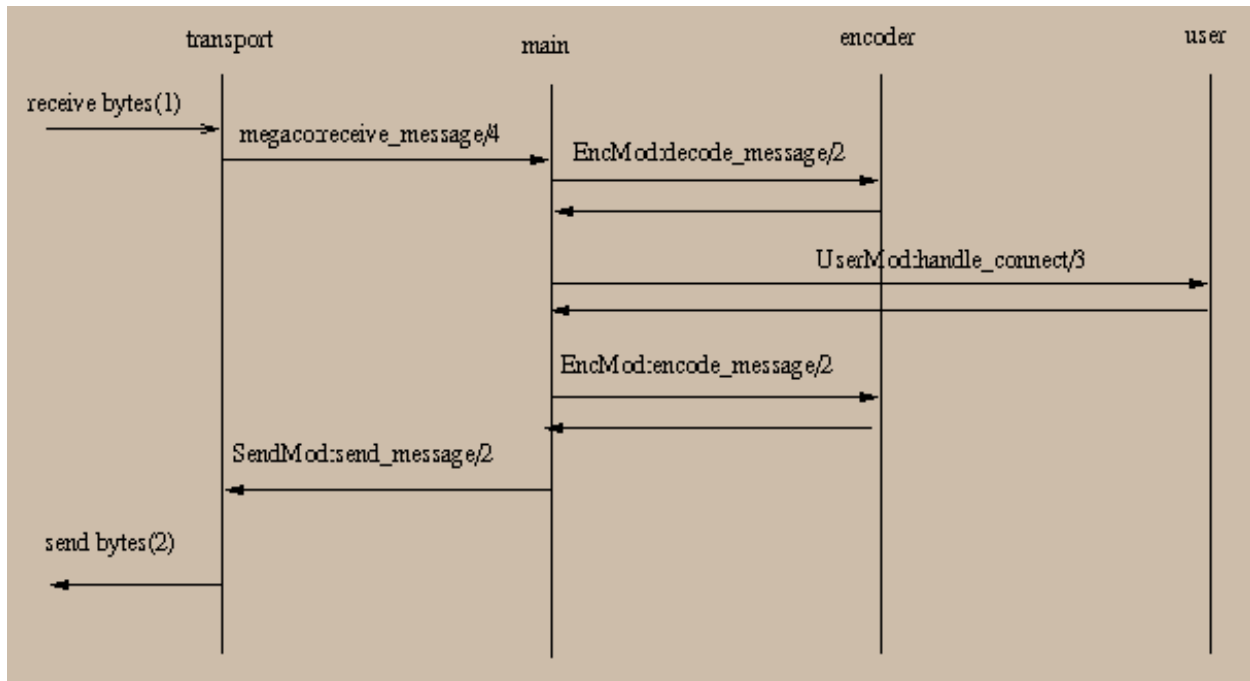 transport
main
encoder
user
receive bytes(1)
megaco:receive_message/4
EncMod:decode_message/2
UserMod:handle_connect/3
EncMod:encode_message/2
SendMod:send_message/2
send bytes(2)